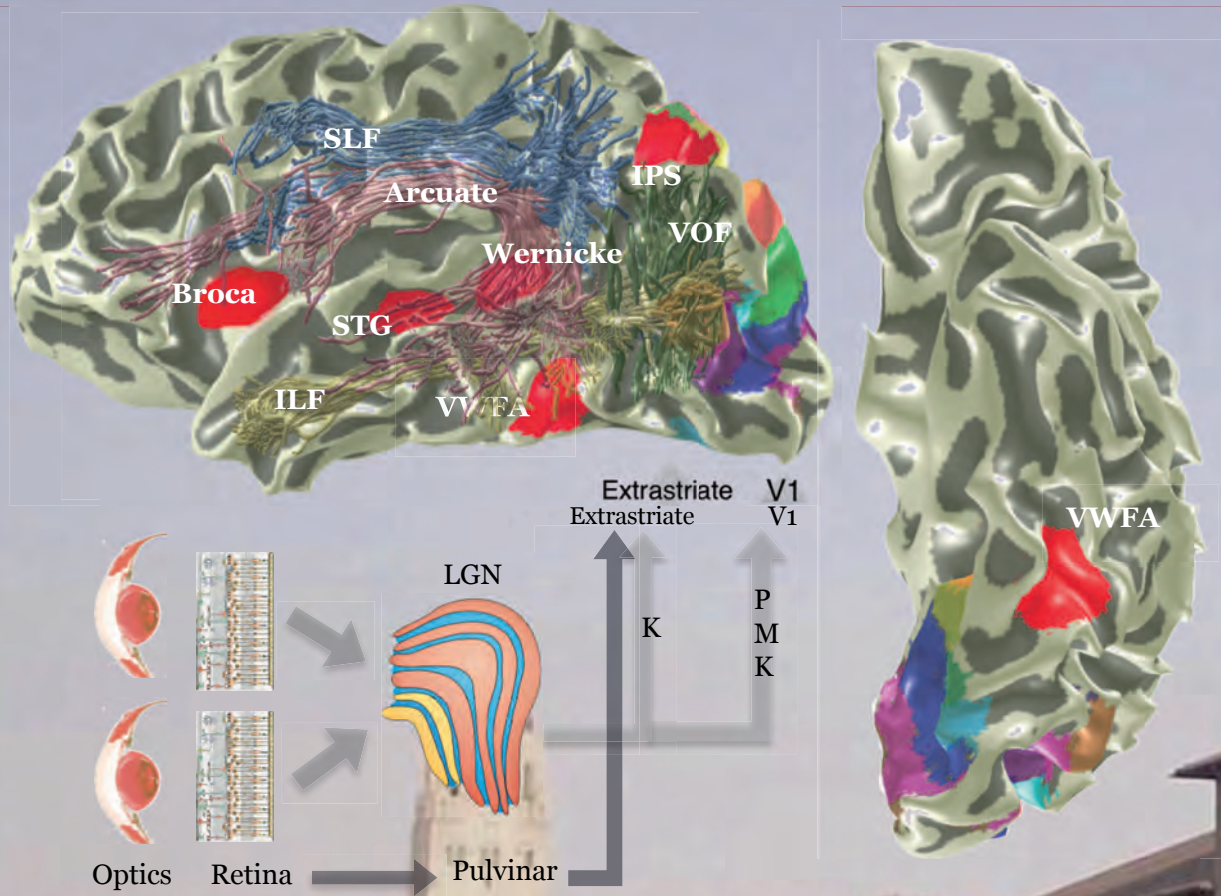 SLF
Arcuate
IPS
VOF
Wernicke
Broca
STG
ILF
VWFA
VWFA
Extrastriate V1
Extrastriate V1
LGN
K
P
M
K
Optics Retina Pulvinar